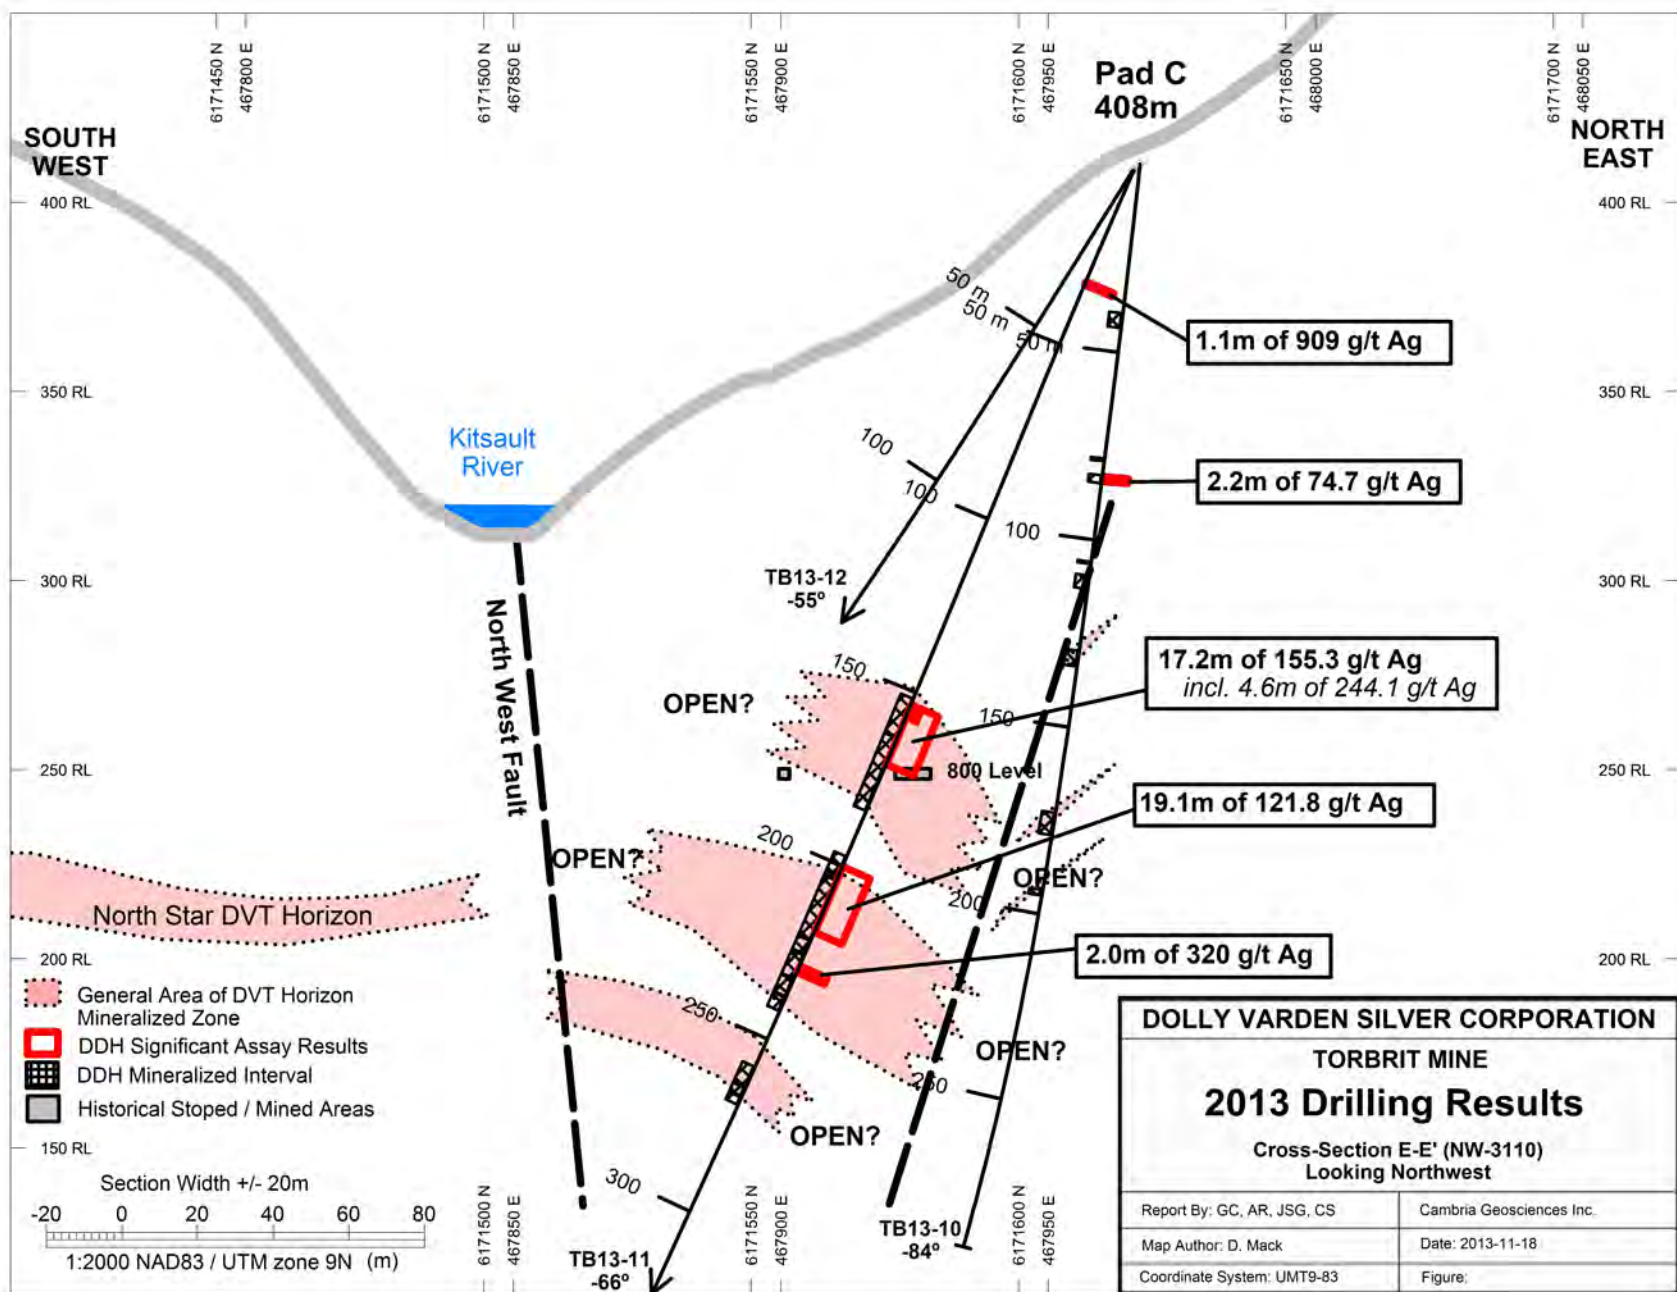 6171450 N
467800 E
6171500 N
467850 E
6171550 N
467900 E
6171600 N
467950 E
6171650 N
468000 E
6171700 N
468050 E
Pad C
408m
SOUTH
WEST
NORTH
EAST
400 RL
400 RL
50 m
50 m
50 m
1.1m of 909 g/t Ag
350 RL
350 RL
Kitsault
River
100
100
100
2.2m of 74.7 g/t Ag
300 RL
300 RL
TB13-12
-55º
North West Fault
150
OPEN?
17.2m of 155.3 g/t Ag
incl. 4.6m of 244.1 g/t Ag
150
250 RL
800 Level
250 RL
19.1m of 121.8 g/t Ag
200
OPEN?
OPEN?
200
North Star DVT Horizon
2.0m of 320 g/t Ag
200 RL
200 RL
General Area of DVT Horizon
Mineralized Zone
DDH Significant Assay Results
DDH Mineralized Interval
Historical Stoped / Mined Areas
250
OPEN?
250
OPEN?
150 RL
300
Section Width +/- 20m
-20 0 20 40 60 80
1:2000 NAD83 / UTM zone 9N (m)
6171500 N
467850 E
6171550 N
467900 E
6171600 N
467950 E
TB13-11
-66º
TB13-10
-84º
DOLLY VARDEN SILVER CORPORATION
TORBRIT MINE
2013 Drilling Results
Cross-Section E-E' (NW-3110)
Looking Northwest
Report By: GC, AR, JSG, CS
Cambria Geosciences Inc.
Map Author: D. Mack
Date: 2013-11-18
Coordinate System: UMT9-83
Figure: